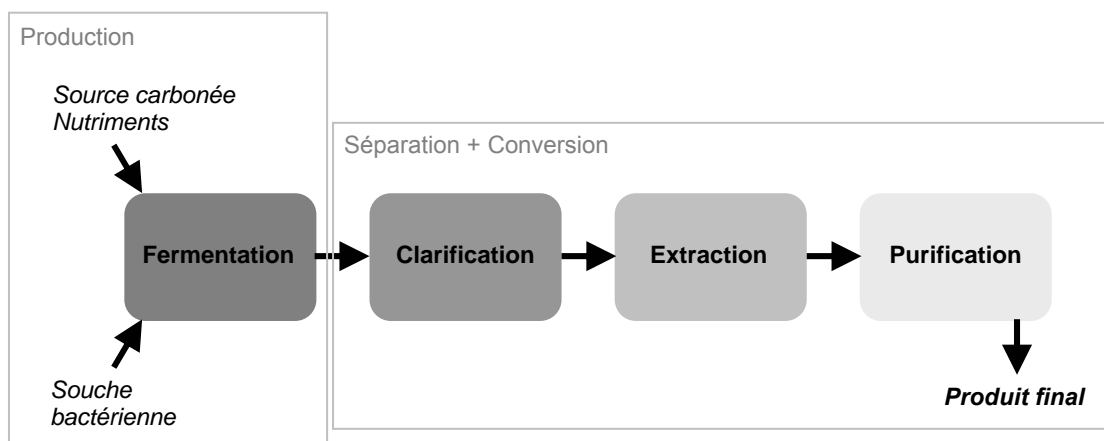 Production
Source carbonée
Nutriments
Séparation + Conversion
Fermentation
Clarification
Extraction
Purification
Souche
bactérienne
Produit final